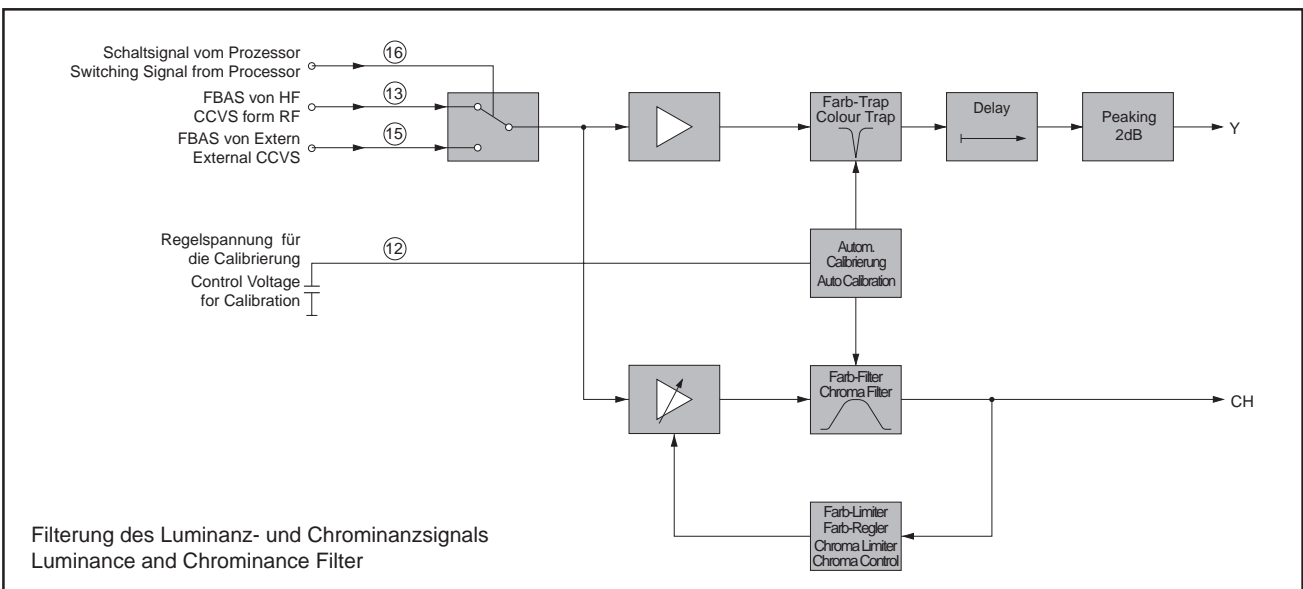 Schaltsignal vom Prozessor
Switching Signal from Processor
16
FBAS von HF
CCVS form RF
13
FBAS von Extern
External CCVS
15
Farb-Trap
Colour Trap
Delay
Peaking
2dB
Y
Regelspannung für
die Calibrierung
Control Voltage
for Calibration
12
Autom.
Calibrierung
Auto Calibration
Farb-Filter
Chroma Filter
CH
Farb-Limiter
Farb-Regler
Chroma Limiter
Chroma Control
Filterung des Luminanz- und Chrominanzsignals
Luminance and Chrominance Filter